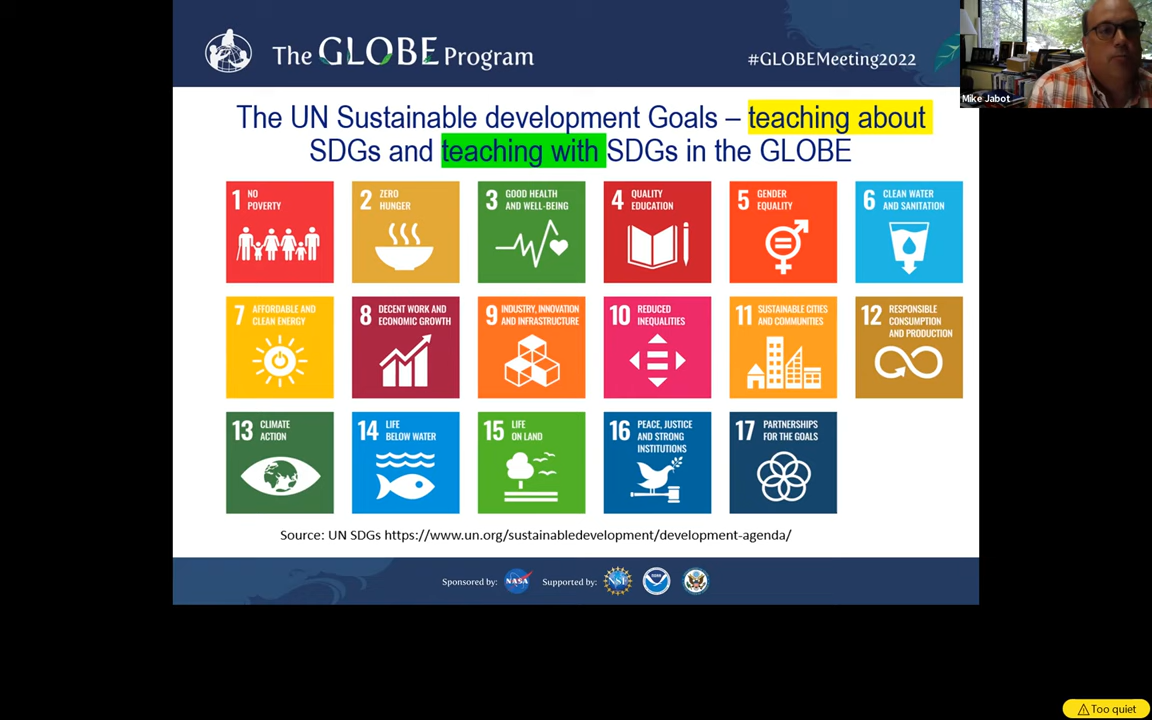 The GLOBE Program
#GLOBEMeeting2022
Mike Jabot
The UN Sustainable development Goals – teaching about
SDGs and teaching with SDGs in the GLOBE
1 NO
POVERTY
2 ZERO
HUNGER
3 GOOD HEALTH
AND WELL-BEING
4 QUALITY
EDUCATION
5 GENDER
EQUALITY
6 CLEAN WATER
AND SANITATION
7 AFFORDABLE AND
CLEAN ENERGY
8 DECENT WORK AND
ECONOMIC GROWTH
9 INDUSTRY, INNOVATION
AND INFRASTRUCTURE
10 REDUCED
INEQUALITIES
11 SUSTAINABLE CITIES
AND COMMUNITIES
12 RESPONSIBLE
CONSUMPTION
AND PRODUCTION
13 CLIMATE
ACTION
14 LIFE
BELOW WATER
15 LIFE
ON LAND
16 PEACE, JUSTICE
AND STRONG
INSTITUTIONS
17 PARTNERSHIPS
FOR THE GOALS
Source: UN SDGs https://www.un.org/sustainabledevelopment/development-agenda/
Sponsored by: NASA Supported by: NSF
Too quiet